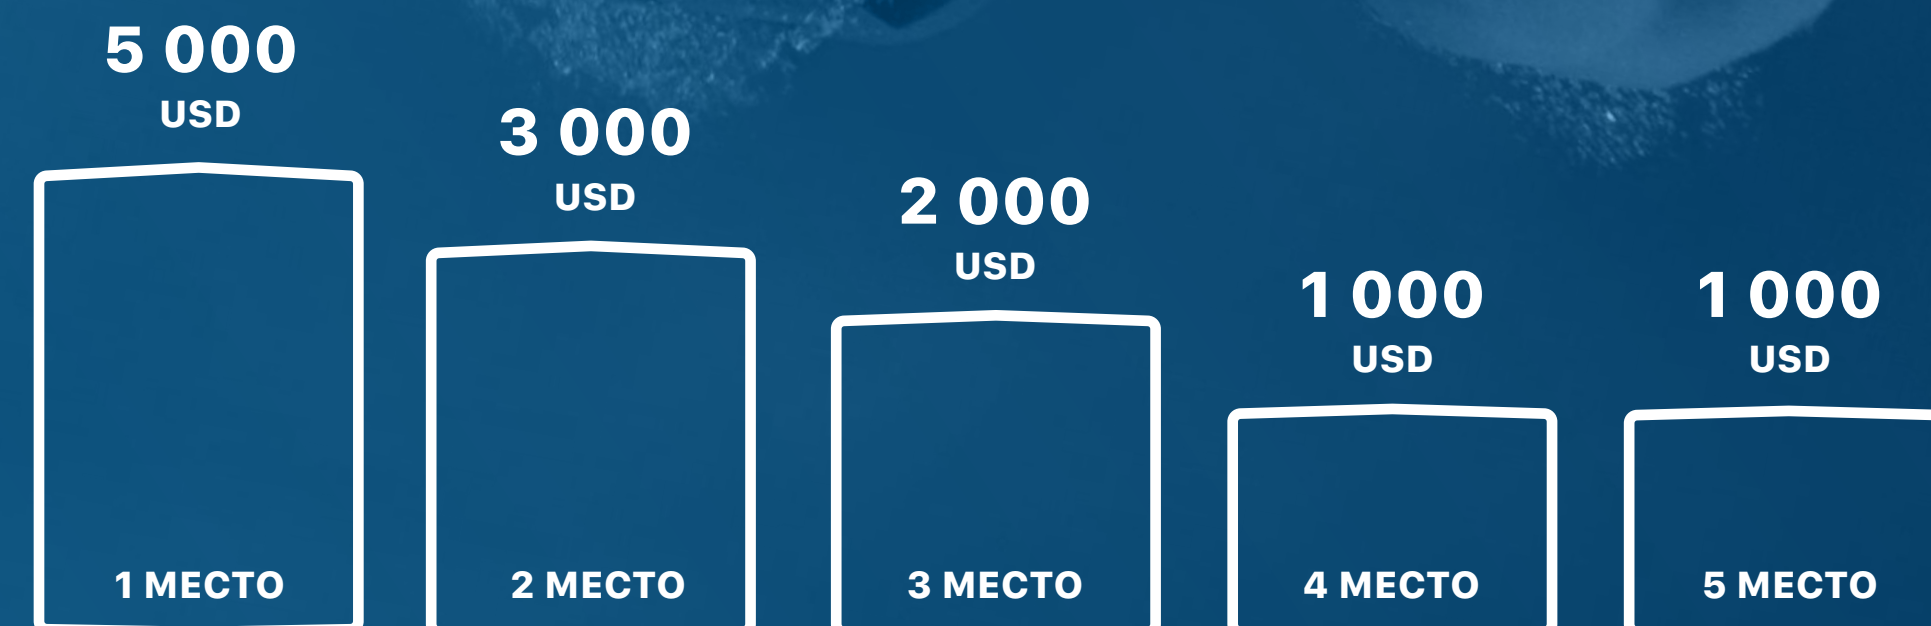 5 000
USD
3 000
USD
2 000
USD
1 000
USD
1 000
USD
1 МЕСТО
2 МЕСТО
3 МЕСТО
4 МЕСТО
5 МЕСТО